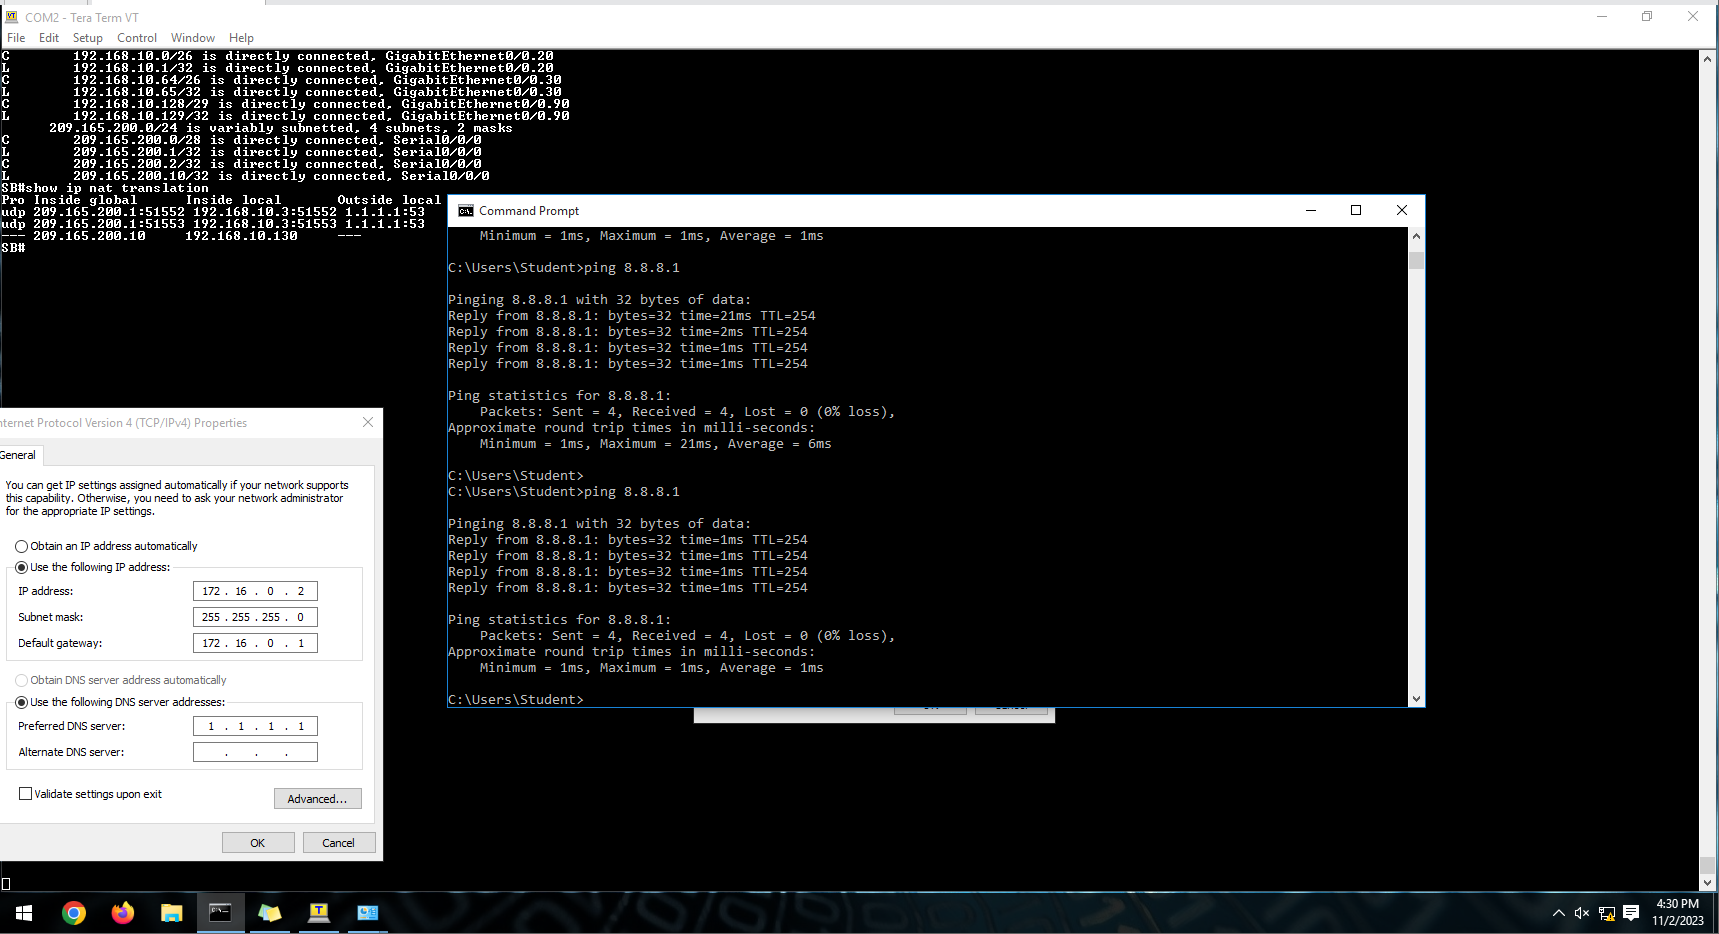 COM2 - Tera Term VT
File Edit Setup Control Window Help
C 192.168.10.0/26 is directly connected, GigabitEthernet0/0.20
L 192.168.10.1/32 is directly connected, GigabitEthernet0/0.20
C 192.168.10.64/26 is directly connected, GigabitEthernet0/0.30
L 192.168.10.65/32 is directly connected, GigabitEthernet0/0.30
C 192.168.10.128/29 is directly connected, GigabitEthernet0/0.90
L 192.168.10.129/32 is directly connected, GigabitEthernet0/0.90
209.165.200.0/24 is variably subnetted, 4 subnets, 2 masks
C 209.165.200.0/28 is directly connected, Serial0/0/0
L 209.165.200.1/32 is directly connected, Serial0/0/0
C 209.165.200.2/32 is directly connected, Serial0/0/0
L 209.165.200.10/32 is directly connected, Serial0/0/0
SB#show ip nat translation
Pro Inside global Inside local Outside local
udp 209.165.200.1:51552 192.168.10.3:51552 1.1.1.1:53
udp 209.165.200.1:51553 192.168.10.3:51553 1.1.1.1:53
--- 209.165.200.10 192.168.10.130 ---
SB#
Command Prompt
Minimum = 1ms, Maximum = 1ms, Average = 1ms
C:\Users\Student>ping 8.8.8.1
Pinging 8.8.8.1 with 32 bytes of data:
Reply from 8.8.8.1: bytes=32 time=21ms TTL=254
Reply from 8.8.8.1: bytes=32 time=2ms TTL=254
Reply from 8.8.8.1: bytes=32 time=1ms TTL=254
Reply from 8.8.8.1: bytes=32 time=1ms TTL=254
Ping statistics for 8.8.8.1:
Packets: Sent = 4, Received = 4, Lost = 0 (0% loss),
Approximate round trip times in milli-seconds:
Minimum = 1ms, Maximum = 21ms, Average = 6ms
C:\Users\Student>
C:\Users\Student>ping 8.8.8.1
Pinging 8.8.8.1 with 32 bytes of data:
Reply from 8.8.8.1: bytes=32 time=1ms TTL=254
Reply from 8.8.8.1: bytes=32 time=1ms TTL=254
Reply from 8.8.8.1: bytes=32 time=1ms TTL=254
Reply from 8.8.8.1: bytes=32 time=1ms TTL=254
Ping statistics for 8.8.8.1:
Packets: Sent = 4, Received = 4, Lost = 0 (0% loss),
Approximate round trip times in milli-seconds:
Minimum = 1ms, Maximum = 1ms, Average = 1ms
C:\Users\Student>
nternet Protocol Version 4 (TCP/IPv4) Properties
General
You can get IP settings assigned automatically if your network supports
this capability. Otherwise, you need to ask your network administrator
for the appropriate IP settings.
Obtain an IP address automatically
Use the following IP address:
IP address: 172 . 16 . 0 . 2
Subnet mask: 255 . 255 . 255 . 0
Default gateway: 172 . 16 . 0 . 1
Obtain DNS server address automatically
Use the following DNS server addresses:
Preferred DNS server: 1 . 1 . 1 . 1
Alternate DNS server: . . .
Validate settings upon exit
Advanced...
OK Cancel
4:30 PM
11/2/2023